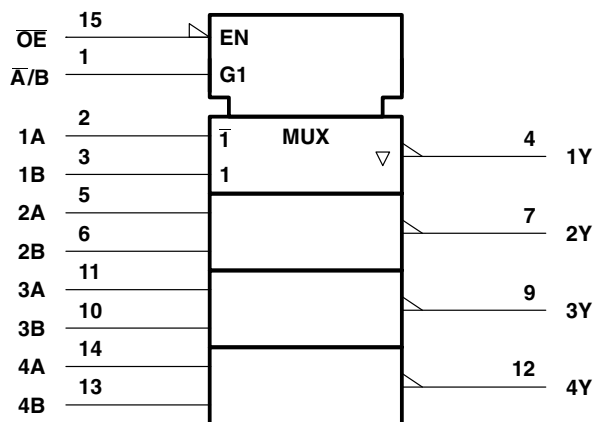 15
O̅E̅ EN
1
A̅/B G1
2
1A 1̅ MUX 4
3 ▽ 1Y
1B 1
5
2A 7
6 2Y
2B
11
3A 9
10 3Y
3B
14
4A 12
13 4Y
4B